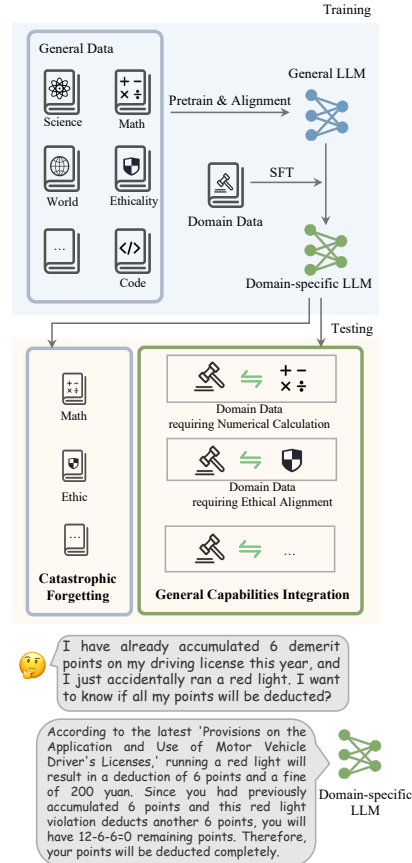 Training
General Data
General LLM
Science
Math
Pretrain & Alignment
World
Ethicality
SFT
Domain Data
...
Code
Domain-specific LLM
Testing
Math
Ethic
...
Catastrophic
Forgetting
Domain Data
requiring Numerical Calculation
Domain Data
requiring Ethical Alignment
...
General Capabilities Integration
I have already accumulated 6 demerit
points on my driving license this year, and
I just accidentally ran a red light. I want
to know if all my points will be deducted?
According to the latest 'Provisions on the
Application and Use of Motor Vehicle
Driver's Licenses,' running a red light will
result in a deduction of 6 points and a fine
of 200 yuan. Since you had previously
accumulated 6 points and this red light
violation deducts another 6 points, you will
have 12-6-6=0 remaining points. Therefore,
your points will be deducted completely.
Domain-specific
LLM